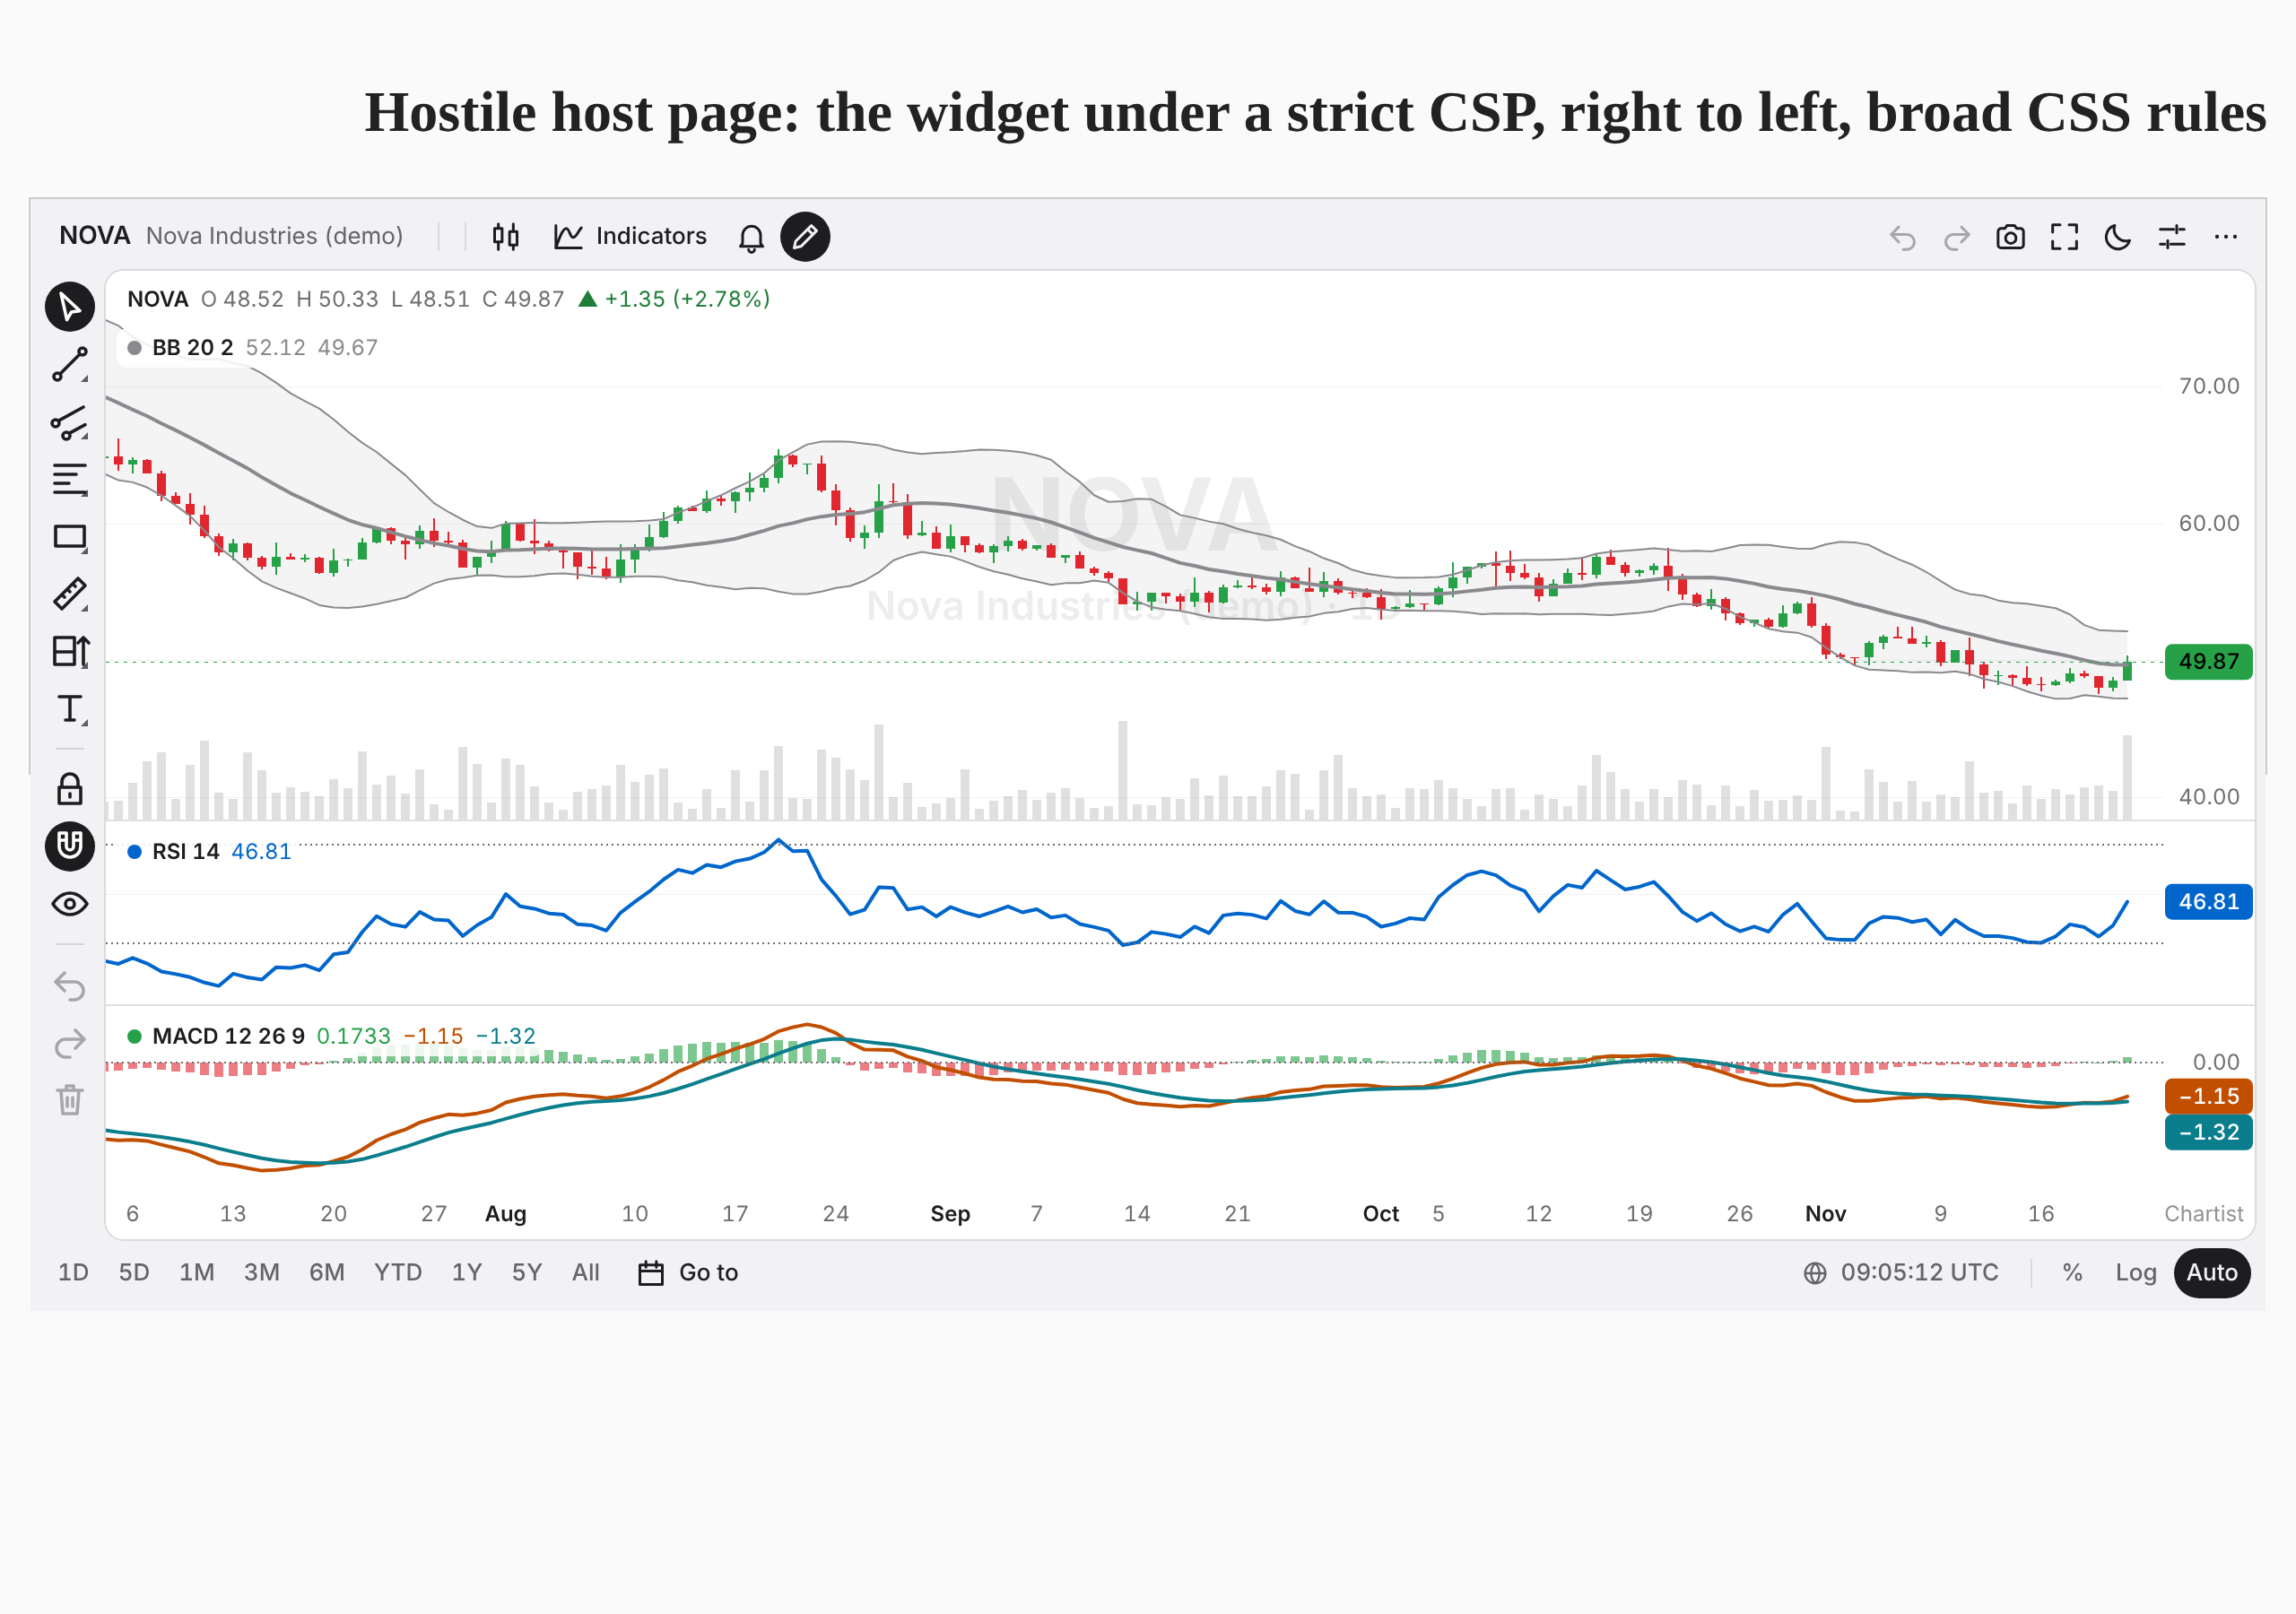 Hostile host page: the widget under a strict CSP, right to left, broad CSS rules
NOVA Nova Industries (demo) Indicators
NOVA O 48.52 H 50.33 L 48.51 C 49.87 ▲ +1.35 (+2.78%)
BB 20 2 52.12 49.67
70.00
NOVA
60.00
Nova Industries (demo) · 1D
49.87
40.00
RSI 14 46.81
46.81
MACD 12 26 9 0.1733 −1.15 −1.32
0.00
−1.15
−1.32
6 13 20 27 Aug 10 17 24 Sep 7 14 21 Oct 5 12 19 26 Nov 9 16 Chartist
1D 5D 1M 3M 6M YTD 1Y 5Y All Go to 09:05:12 UTC % Log Auto